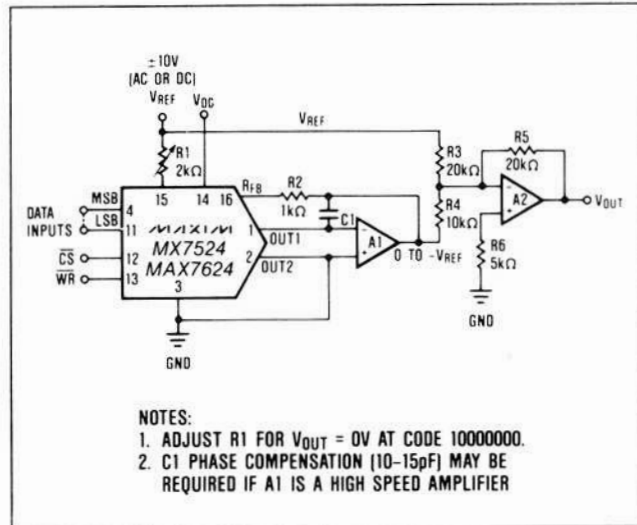 ±10V
(AC OR DC)
VREF
VDC
VREF
R1
2kΩ
R3
20kΩ
R5
20kΩ
MSB
LSB
DATA
INPUTS
4
11
15
14
16
RFB
R2
1kΩ
C1
R4
10kΩ
A2
VOUT
MAXIM
MX7524
MAX7624
1
OUT1
2
OUT2
A1
0 TO -VREF
R6
5kΩ
CS
12
WR
13
3
GND
GND
NOTES:
1. ADJUST R1 FOR VOUT = 0V AT CODE 10000000.
2. C1 PHASE COMPENSATION (10–15pF) MAY BE
REQUIRED IF A1 IS A HIGH SPEED AMPLIFIER